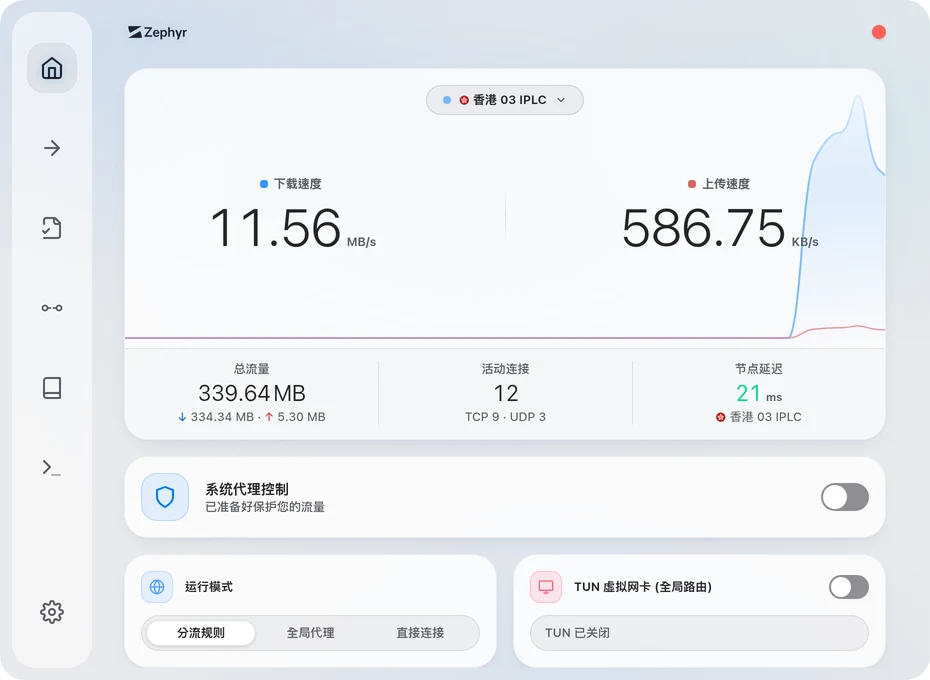 Zephyr
香港 03 IPLC
下载速度
11.56 MB/s
上传速度
586.75 KB/s
总流量
339.64 MB
↓ 334.34 MB · ↑ 5.30 MB
活动连接
12
TCP 9 · UDP 3
节点延迟
21 ms
香港 03 IPLC
系统代理控制
已准备好保护您的流量
运行模式
分流规则 全局代理 直接连接
TUN 虚拟网卡 (全局路由)
TUN 已关闭